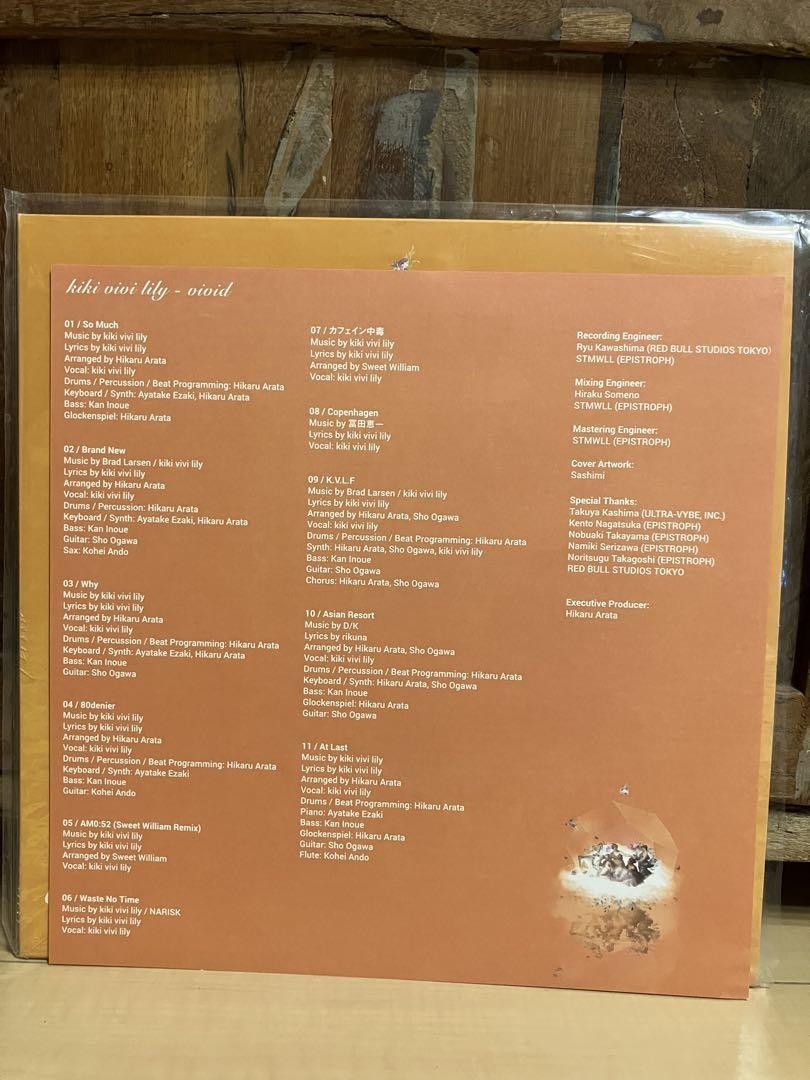 kiki vivi lily - vivid
01 / So Much
Music by kiki vivi lily
Lyrics by kiki vivi lily
Arranged by Hikaru Arata
Vocal: kiki vivi lily
Drums / Percussion / Beat Programming: Hikaru Arata
Keyboard / Synth: Ayatake Ezaki, Hikaru Arata
Bass: Kan Inoue
Glockenspiel: Hikaru Arata
02 / Brand New
Music by Brad Larsen / kiki vivi lily
Lyrics by kiki vivi lily
Arranged by Hikaru Arata
Vocal: kiki vivi lily
Drums / Percussion: Hikaru Arata
Keyboard / Synth: Ayatake Ezaki, Hikaru Arata
Bass: Kan Inoue
Guitar: Sho Ogawa
Sax: Kohei Ando
03 / Why
Music by kiki vivi lily
Lyrics by kiki vivi lily
Arranged by Hikaru Arata
Vocal: kiki vivi lily
Drums / Percussion / Beat Programming: Hikaru Arata
Keyboard / Synth: Ayatake Ezaki, Hikaru Arata
Bass: Kan Inoue
Guitar: Sho Ogawa
04 / 80denier
Music by kiki vivi lily
Lyrics by kiki vivi lily
Arranged by Hikaru Arata
Vocal: kiki vivi lily
Drums / Percussion / Beat Programming: Hikaru Arata
Keyboard / Synth: Ayatake Ezaki
Bass: Kan Inoue
Guitar: Kohei Ando
05 / AM0:52 (Sweet William Remix)
Music by kiki vivi lily
Lyrics by kiki vivi lily
Arranged by Sweet William
Vocal: kiki vivi lily
06 / Waste No Time
Music by kiki vivi lily / NARISK
Lyrics by kiki vivi lily
Vocal: kiki vivi lily
07 / カフェイン中毒
Music by kiki vivi lily
Lyrics by kiki vivi lily
Arranged by Sweet William
Vocal: kiki vivi lily
08 / Copenhagen
Music by 冨田恵一
Lyrics by kiki vivi lily
Vocal: kiki vivi lily
09 / K.V.L.F
Music by Brad Larsen / kiki vivi lily
Lyrics by kiki vivi lily
Arranged by Hikaru Arata, Sho Ogawa
Vocal: kiki vivi lily
Drums / Percussion / Beat Programming: Hikaru Arata
Synth: Hikaru Arata, Sho Ogawa, kiki vivi lily
Bass: Kan Inoue
Guitar: Sho Ogawa
Chorus: Hikaru Arata, Sho Ogawa
10 / Asian Resort
Music by D/K
Lyrics by rikuna
Arranged by Hikaru Arata, Sho Ogawa
Vocal: kiki vivi lily
Drums / Percussion / Beat Programming: Hikaru Arata
Keyboard / Synth: Hikaru Arata, Sho Ogawa
Bass: Kan Inoue
Glockenspiel: Hikaru Arata
Guitar: Sho Ogawa
11 / At Last
Music by kiki vivi lily
Lyrics by kiki vivi lily
Arranged by Hikaru Arata
Vocal: kiki vivi lily
Drums / Beat Programming: Hikaru Arata
Piano: Ayatake Ezaki
Bass: Kan Inoue
Glockenspiel: Hikaru Arata
Guitar: Sho Ogawa
Flute: Kohei Ando
Recording Engineer:
Ryu Kawashima (RED BULL STUDIOS TOKYO)
STMWLL (EPISTROPH)
Mixing Engineer:
Hiraku Someno
STMWLL (EPISTROPH)
Mastering Engineer:
STMWLL (EPISTROPH)
Cover Artwork:
Sashimi
Special Thanks:
Takuya Kashima (ULTRA-VYBE, INC.)
Kento Nagatsuka (EPISTROPH)
Nobuaki Takayama (EPISTROPH)
Namiki Serizawa (EPISTROPH)
Noritsugu Takagoshi (EPISTROPH)
RED BULL STUDIOS TOKYO
Executive Producer:
Hikaru Arata